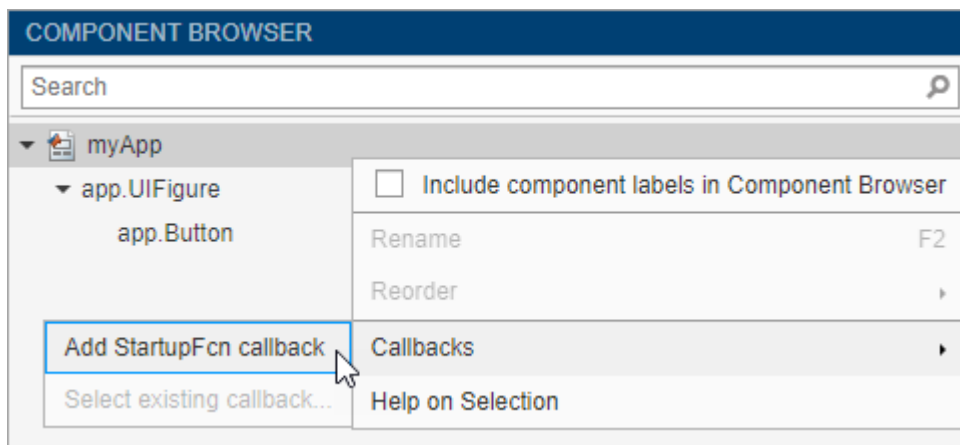 COMPONENT BROWSER
Search
myApp
app.UIFigure
app.Button
Include component labels in Component Browser
Rename F2
Reorder
Callbacks
Help on Selection
Add StartupFcn callback
Select existing callback...